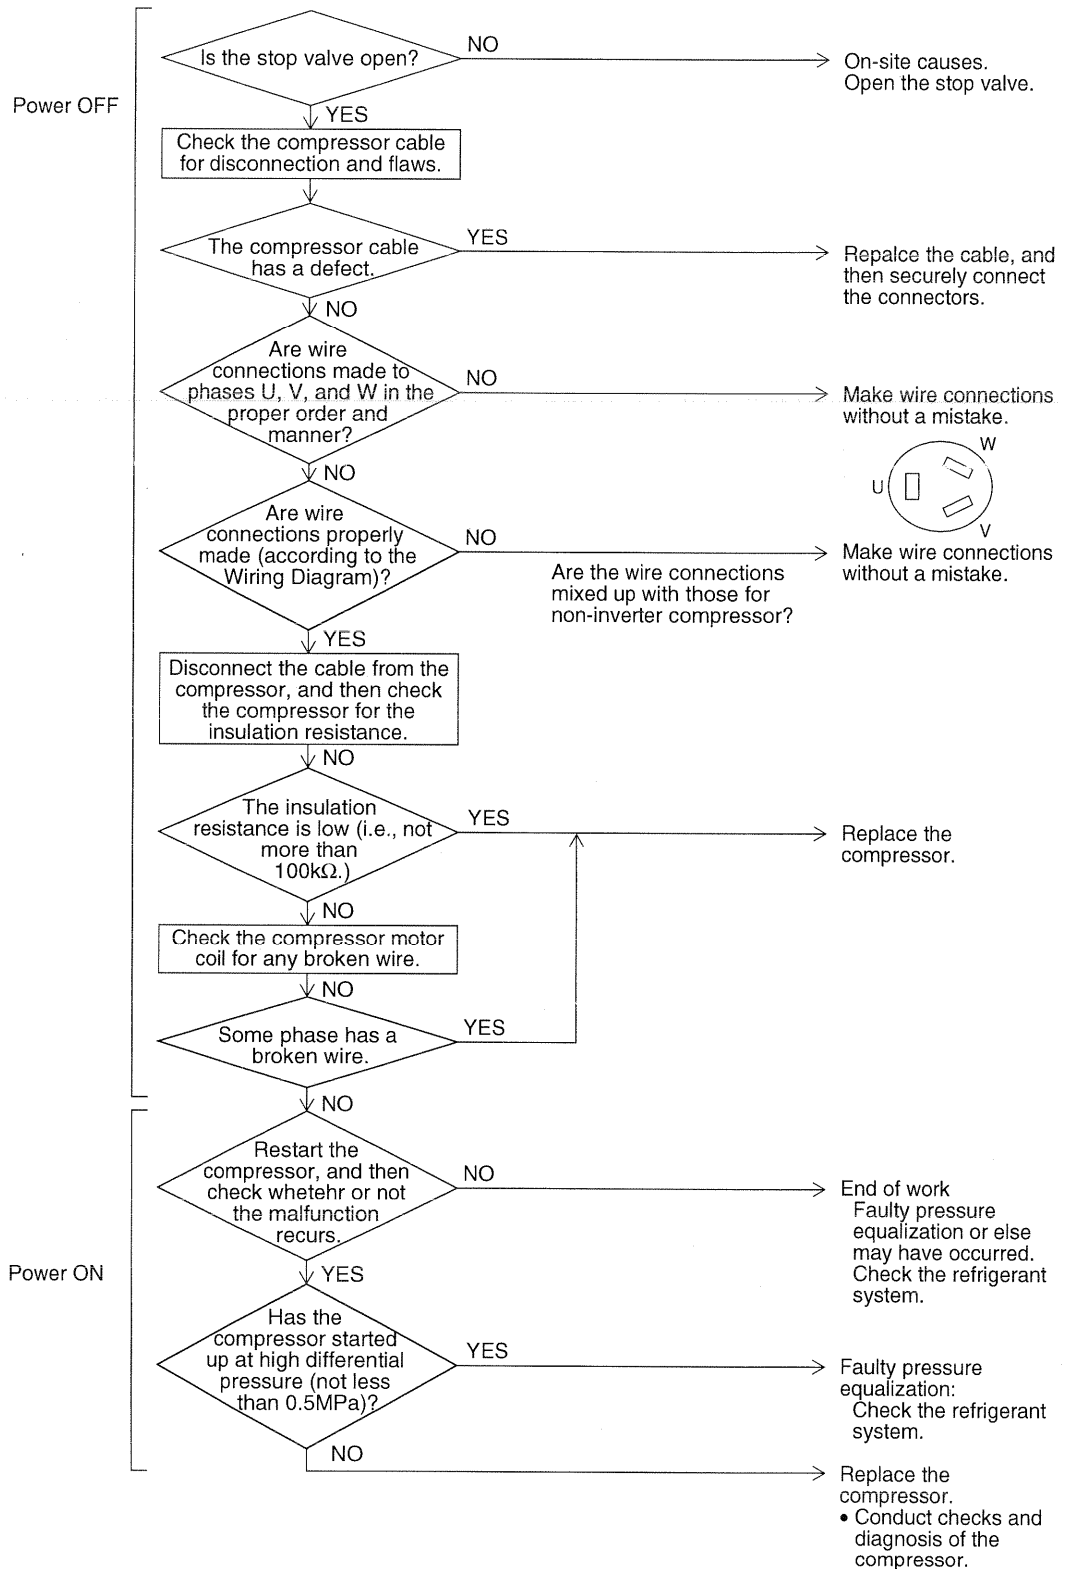 Power OFF
Is the stop valve open?
NO
On-site causes.
Open the stop valve.
YES
Check the compressor cable
for disconnection and flaws.
The compressor cable
has a defect.
YES
Repalce the cable, and
then securely connect
the connectors.
NO
Are wire
connections made to
phases U, V, and W in the
proper order and
manner?
NO
Make wire connections
without a mistake.
W
U
V
NO
Are wire
connections properly
made (according to the
Wiring Diagram)?
NO
Are the wire connections
mixed up with those for
non-inverter compressor?
Make wire connections
without a mistake.
YES
Disconnect the cable from the
compressor, and then check
the compressor for the
insulation resistance.
NO
The insulation
resistance is low (i.e., not
more than
100kΩ.)
YES
Replace the
compressor.
NO
Check the compressor motor
coil for any broken wire.
NO
Some phase has a
broken wire.
YES
NO
Power ON
Restart the
compressor, and then
check whetehr or not
the malfunction
recurs.
NO
End of work
Faulty pressure
equalization or else
may have occurred.
Check the refrigerant
system.
YES
Has the
compressor started
up at high differential
pressure (not less
than 0.5MPa)?
YES
Faulty pressure
equalization:
Check the refrigerant
system.
NO
Replace the
compressor.
• Conduct checks and
diagnosis of the
compressor.